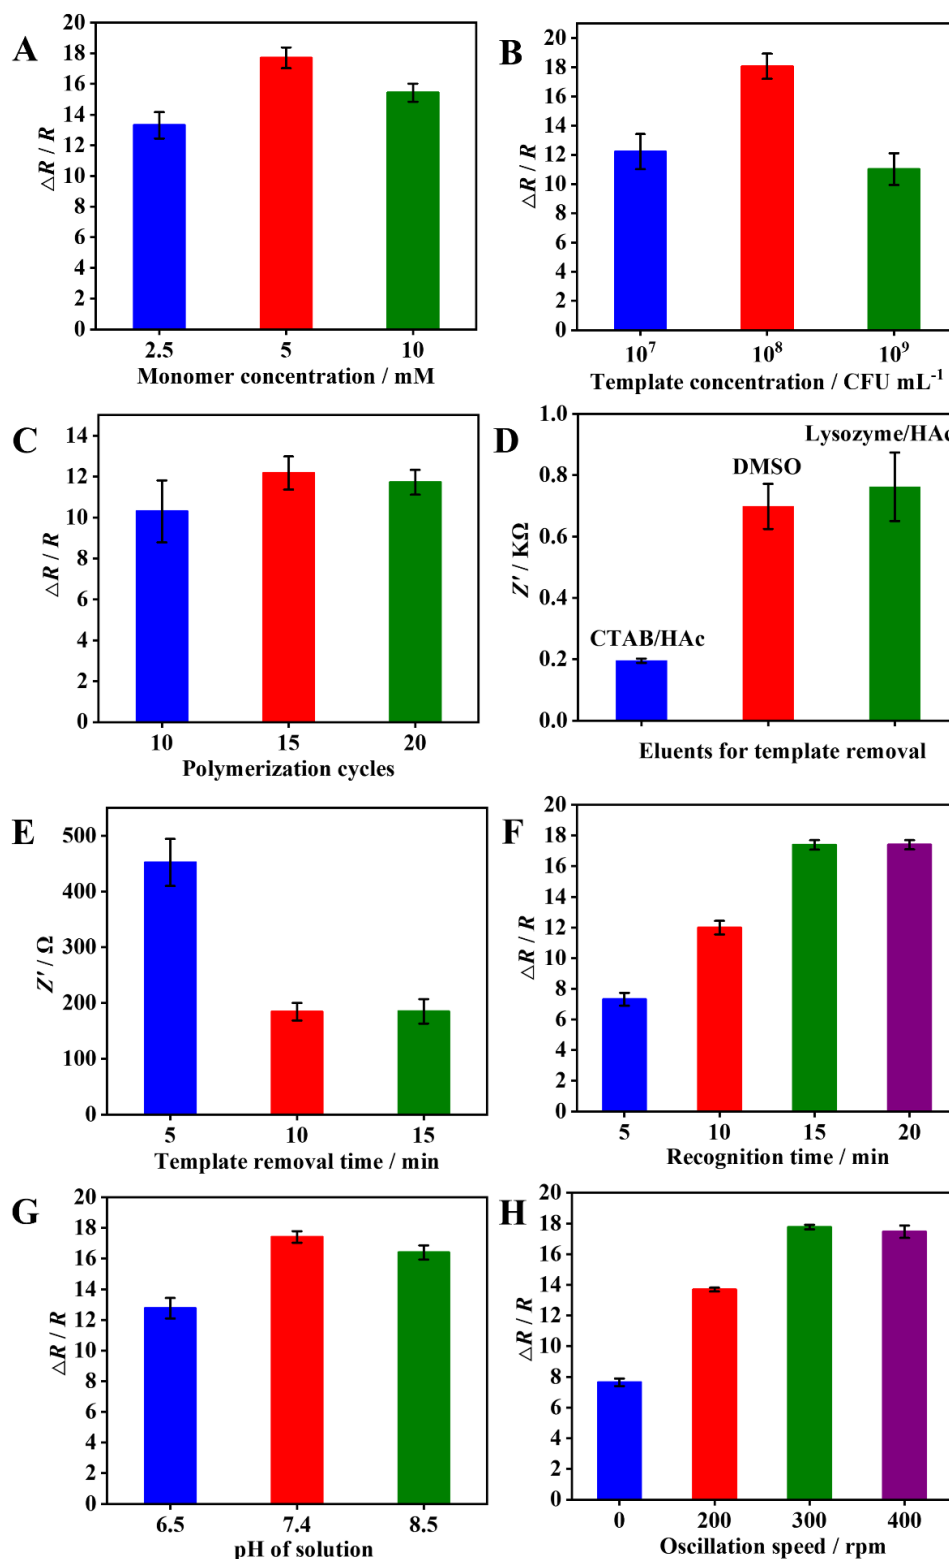 A
△R / R
20
18
16
14
12
10
8
6
4
2
0
2.5 5 10
Monomer concentration / mM
B
△R / R
20
18
16
14
12
10
8
6
4
2
0
10⁷ 10⁸ 10⁹
Template concentration / CFU mL⁻¹
C
△R / R
14
12
10
8
6
4
2
0
10 15 20
Polymerization cycles
D
Z' / KΩ
1.0
0.8
0.6
0.4
0.2
0.0
CTAB/HAc
DMSO
Lysozyme/HAc
Eluents for template removal
E
Z' / Ω
500
400
300
200
100
0
5 10 15
Template removal time / min
F
△R / R
20
18
16
14
12
10
8
6
4
2
0
5 10 15 20
Recognition time / min
G
△R / R
20
18
16
14
12
10
8
6
4
2
0
6.5 7.4 8.5
pH of solution
H
△R / R
20
18
16
14
12
10
8
6
4
2
0
0 200 300 400
Oscillation speed / rpm